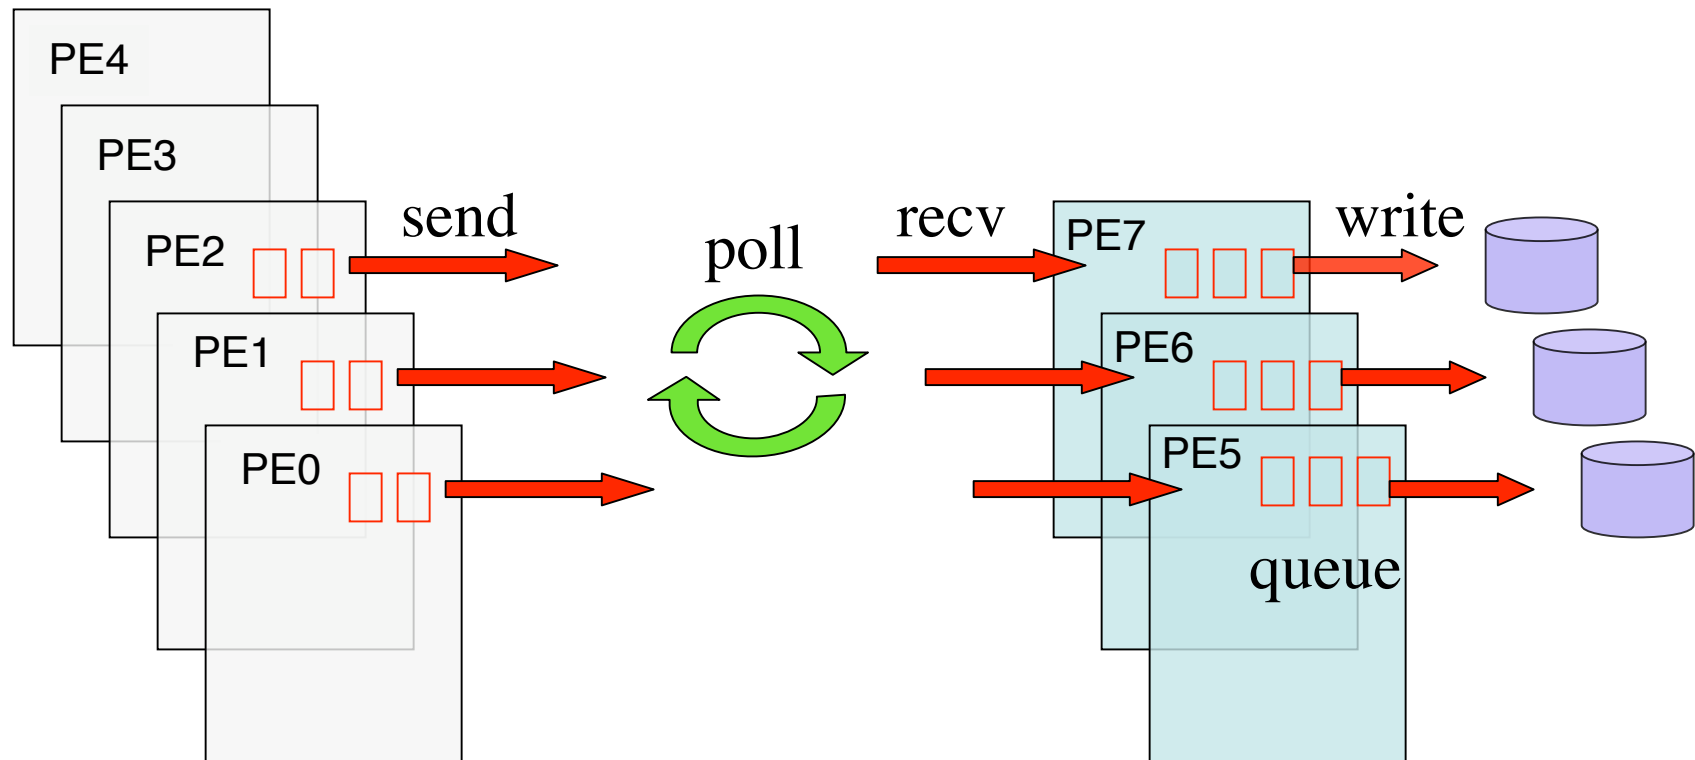 PE4
PE3
PE2
PE1
PE0
send
poll
recv
PE7
PE6
PE5
queue
write